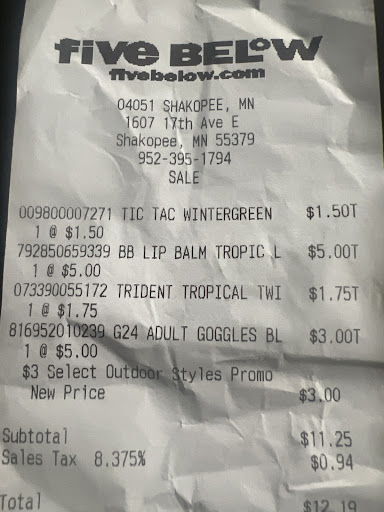 five BEL°W
fivebelow.com
04051 SHAKOPEE, MN
1607 17th Ave E
Shakopee, MN 55379
952-395-1794
SALE
009800007271 TIC TAC WINTERGREEN $1.50T
1 @ $1.50
792850659339 BB LIP BALM TROPIC L $5.00T
1 @ $5.00
073390055172 TRIDENT TROPICAL TWI $1.75T
1 @ $1.75
816952010239 G24 ADULT GOGGLES BL $3.00T
1 @ $5.00
$3 Select Outdoor Styles Promo
New Price $3.00
Subtotal $11.25
Sales Tax 8.375% $0.94
Total $12.19